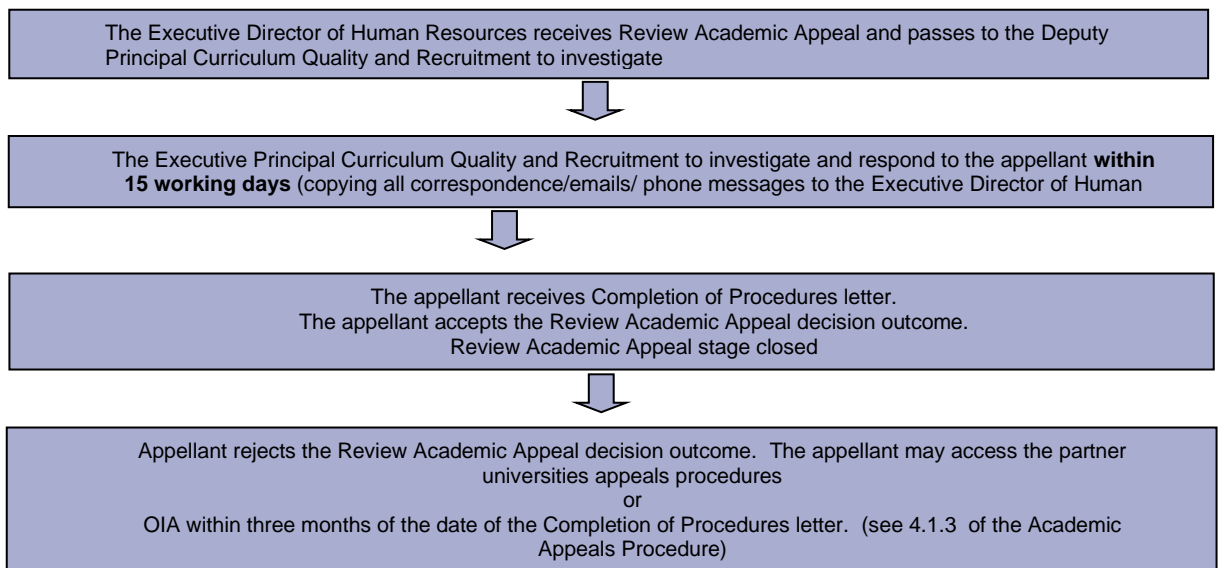 The Executive Director of Human Resources receives Review Academic Appeal and passes to the Deputy
Principal Curriculum Quality and Recruitment to investigate
The Executive Principal Curriculum Quality and Recruitment to investigate and respond to the appellant within
15 working days (copying all correspondence/emails/ phone messages to the Executive Director of Human
The appellant receives Completion of Procedures letter.
The appellant accepts the Review Academic Appeal decision outcome.
Review Academic Appeal stage closed
Appellant rejects the Review Academic Appeal decision outcome.  The appellant may access the partner
universities appeals procedures
or
OIA within three months of the date of the Completion of Procedures letter.  (see 4.1.3  of the Academic
Appeals Procedure)